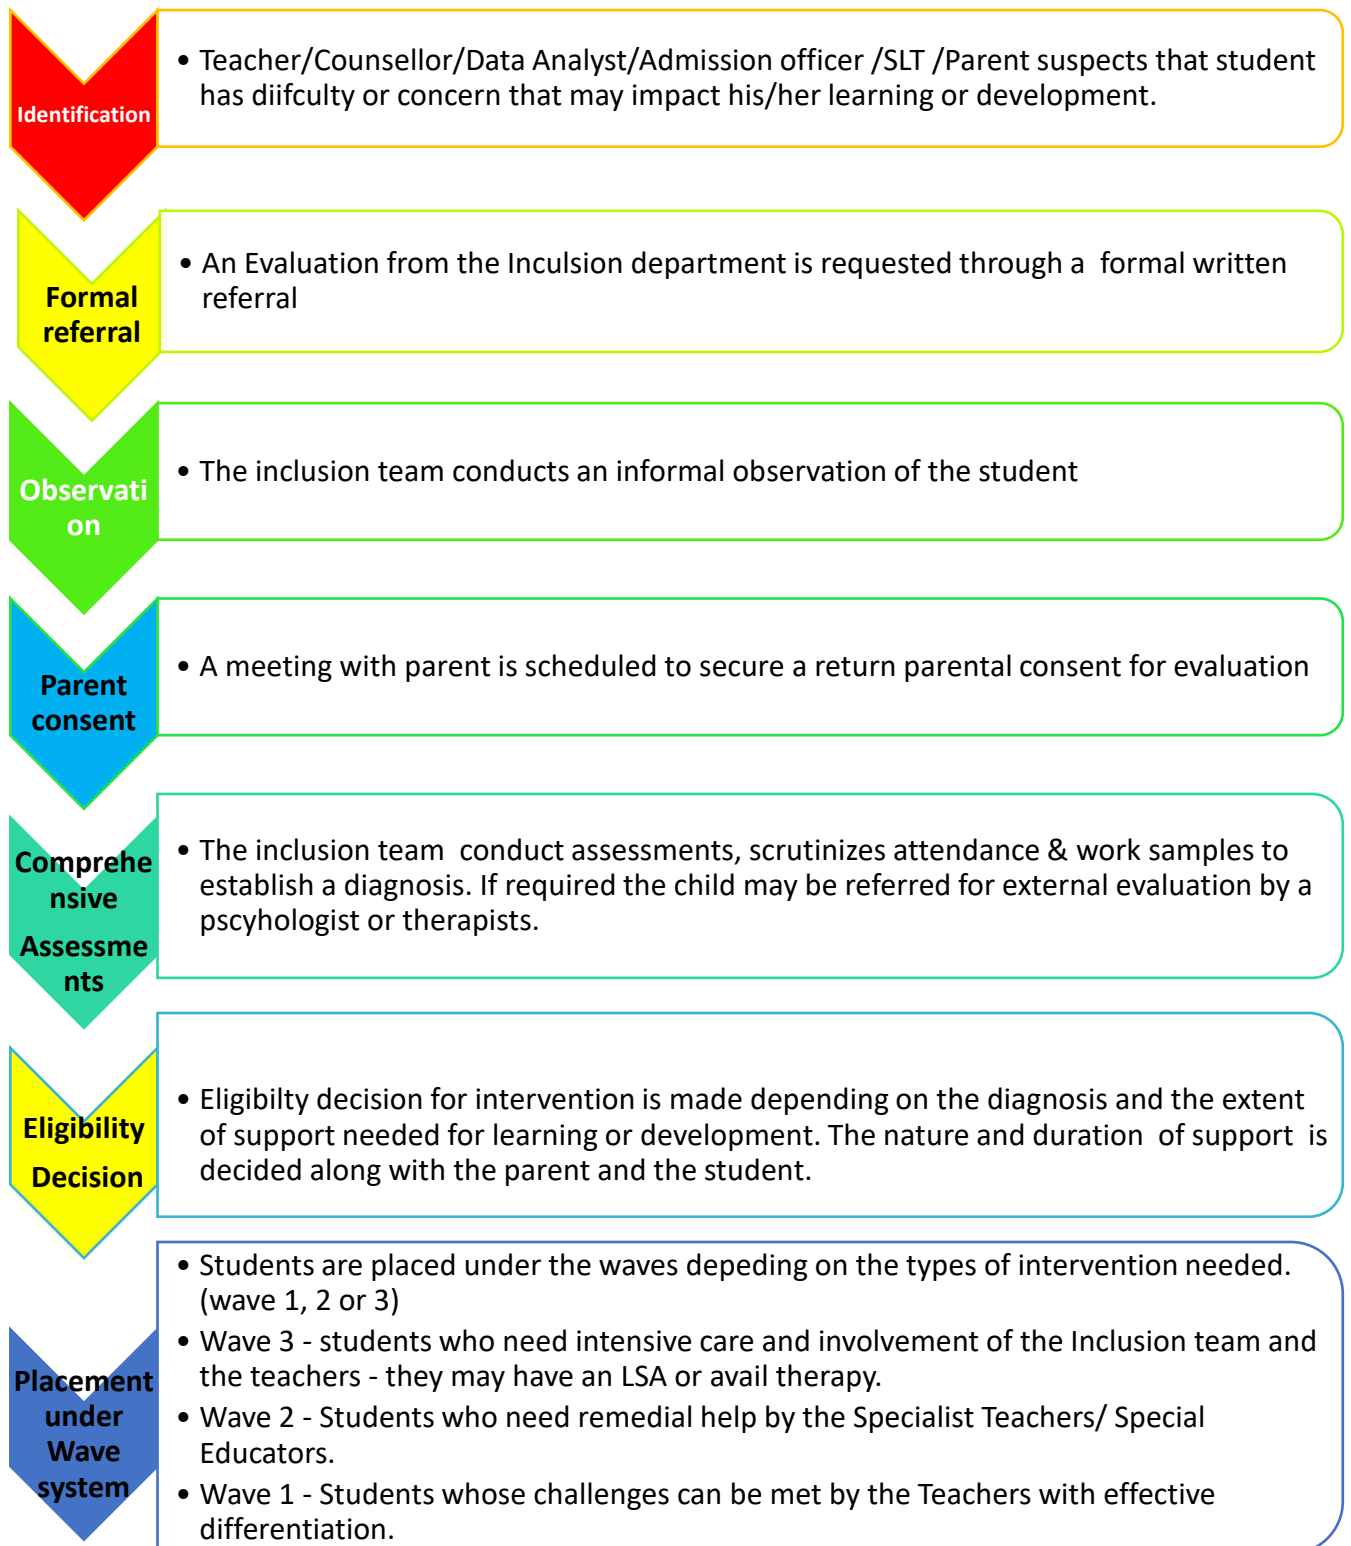 Identification
• Teacher/Counsellor/Data Analyst/Admission officer /SLT /Parent suspects that student
has diifculty or concern that may impact his/her learning or development.
Formal
referral
• An Evaluation from the Inculsion department is requested through a  formal written
referral
Observati
on
• The inclusion team conducts an informal observation of the student
Parent
consent
• A meeting with parent is scheduled to secure a return parental consent for evaluation
Comprehe
nsive
Assessme
nts
• The inclusion team  conduct assessments, scrutinizes attendance & work samples to
establish a diagnosis. If required the child may be referred for external evaluation by a
pscyhologist or therapists.
Eligibility
Decision
• Eligibilty decision for intervention is made depending on the diagnosis and the extent
of support needed for learning or development. The nature and duration  of support  is
decided along with the parent and the student.
Placement
under
Wave
system
• Students are placed under the waves depeding on the types of intervention needed.
(wave 1, 2 or 3)
• Wave 3 - students who need intensive care and involvement of the Inclusion team and
the teachers - they may have an LSA or avail therapy.
• Wave 2 - Students who need remedial help by the Specialist Teachers/ Special
Educators.
• Wave 1 - Students whose challenges can be met by the Teachers with effective
differentiation.